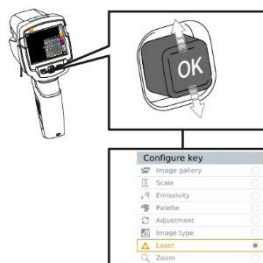 OK
Configure key
Image gallery
Scale
Emissivity
Palette
Adjustment
Image type
Laser
Zoom